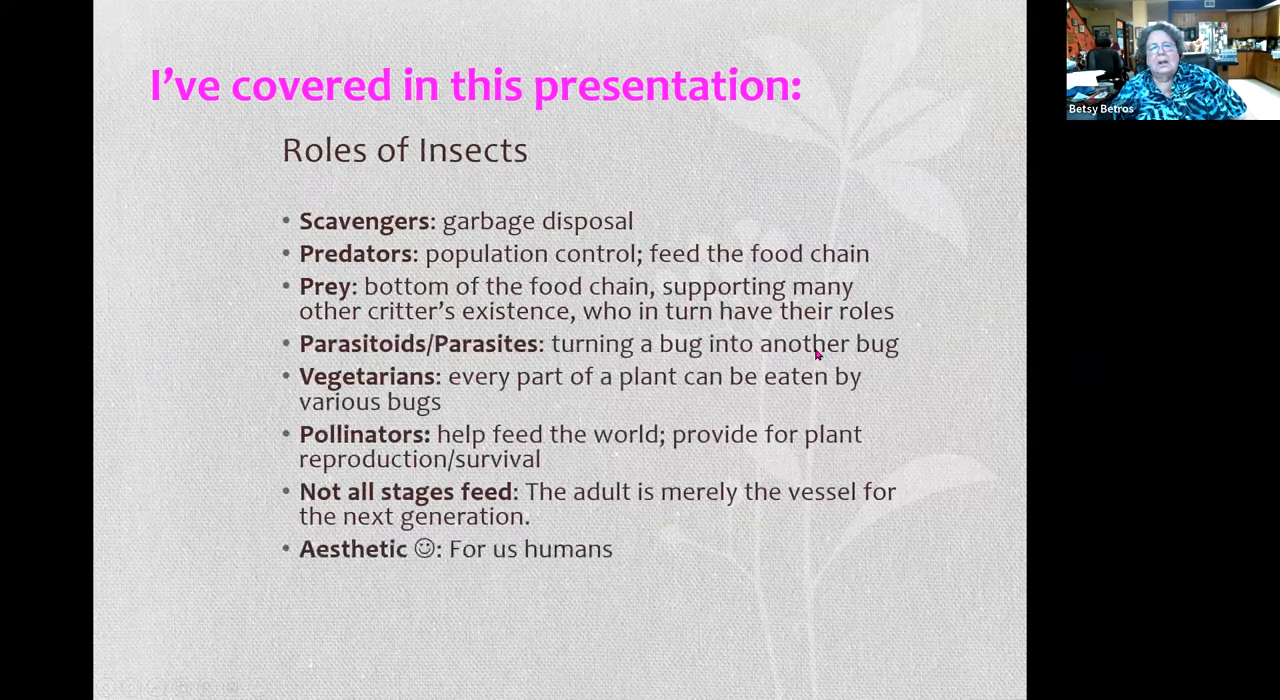 I've covered in this presentation:
Roles of Insects
• Scavengers: garbage disposal
• Predators: population control; feed the food chain
• Prey: bottom of the food chain, supporting many
other critter's existence, who in turn have their roles
• Parasitoids/Parasites: turning a bug into another bug
• Vegetarians: every part of a plant can be eaten by
various bugs
• Pollinators: help feed the world; provide for plant
reproduction/survival
• Not all stages feed: The adult is merely the vessel for
the next generation.
• Aesthetic ☺: For us humans
Betsy Betros